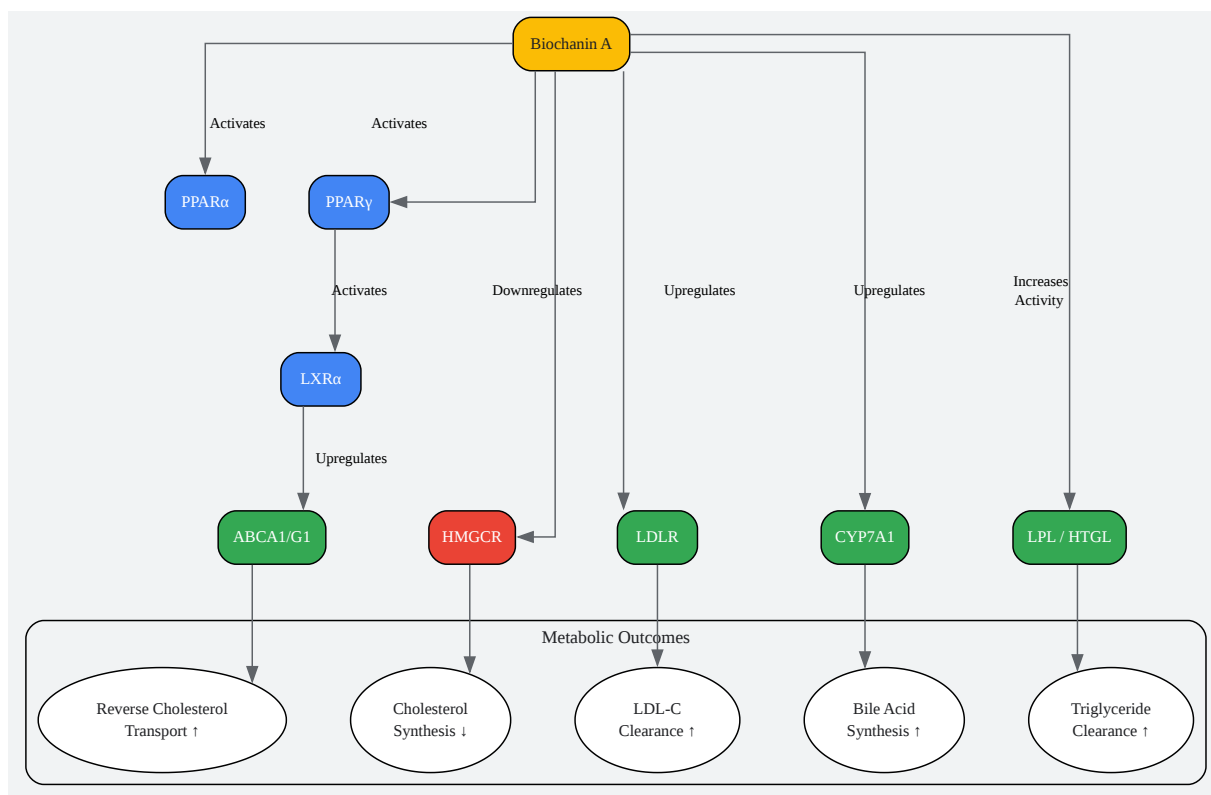 Biochanin A
Activates
Activates
PPARα
PPARγ
Activates
Downregulates
Upregulates
Upregulates
Increases
Activity
LXRα
Upregulates
ABCA1/G1
HMGCR
LDLR
CYP7A1
LPL / HTGL
Metabolic Outcomes
Reverse Cholesterol
Transport ↑
Cholesterol
Synthesis ↓
LDL-C
Clearance ↑
Bile Acid
Synthesis ↑
Triglyceride
Clearance ↑